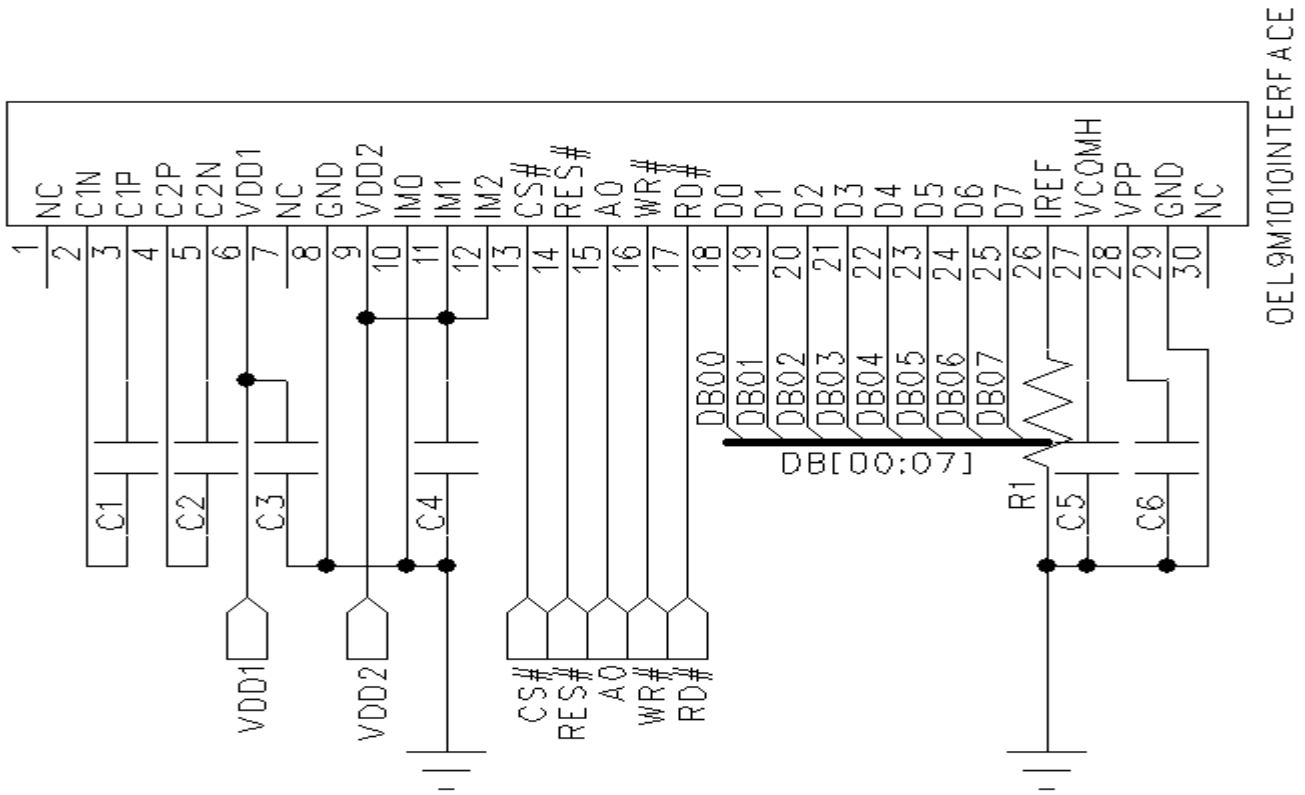 OEL9M1010INTERFACE
NC
C1N
C1P
C2P
C2N
VDD1
NC
GND
VDD2
IM0
IM1
IM2
CS#
RES#
A0
WR#
RD#
D0
D1
D2
D3
D4
D5
D6
D7
IREF
VCOMH
VPP
GND
NC
1
2
3
4
5
6
7
8
9
10
11
12
13
14
15
16
17
18
19
20
21
22
23
24
25
26
27
28
29
30
DB00
DB01
DB02
DB03
DB04
DB05
DB06
DB07
DB[00:07]
C1
C2
C3
C4
R1
C5
C6
VDD1
VDD2
CS#
RES#
A0
WR#
RD#